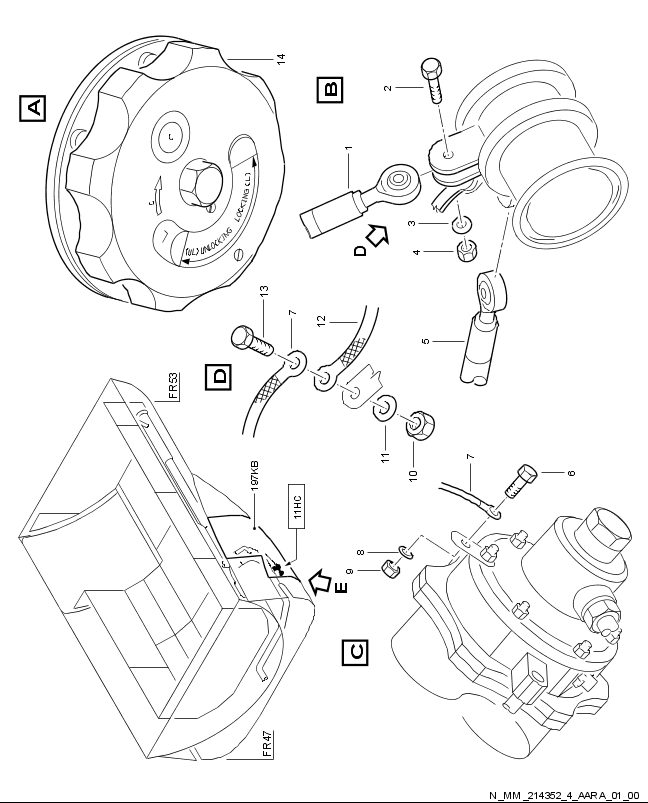 A
14
(UL) UNLOCKING
LOCKING (L)
B
2
1
D
3
4
5
13
7
12
D
11
10
FR53
197KB
11HC
E
FR47
C
7
6
8
9
N_MM_214352_4_AARA_01_00